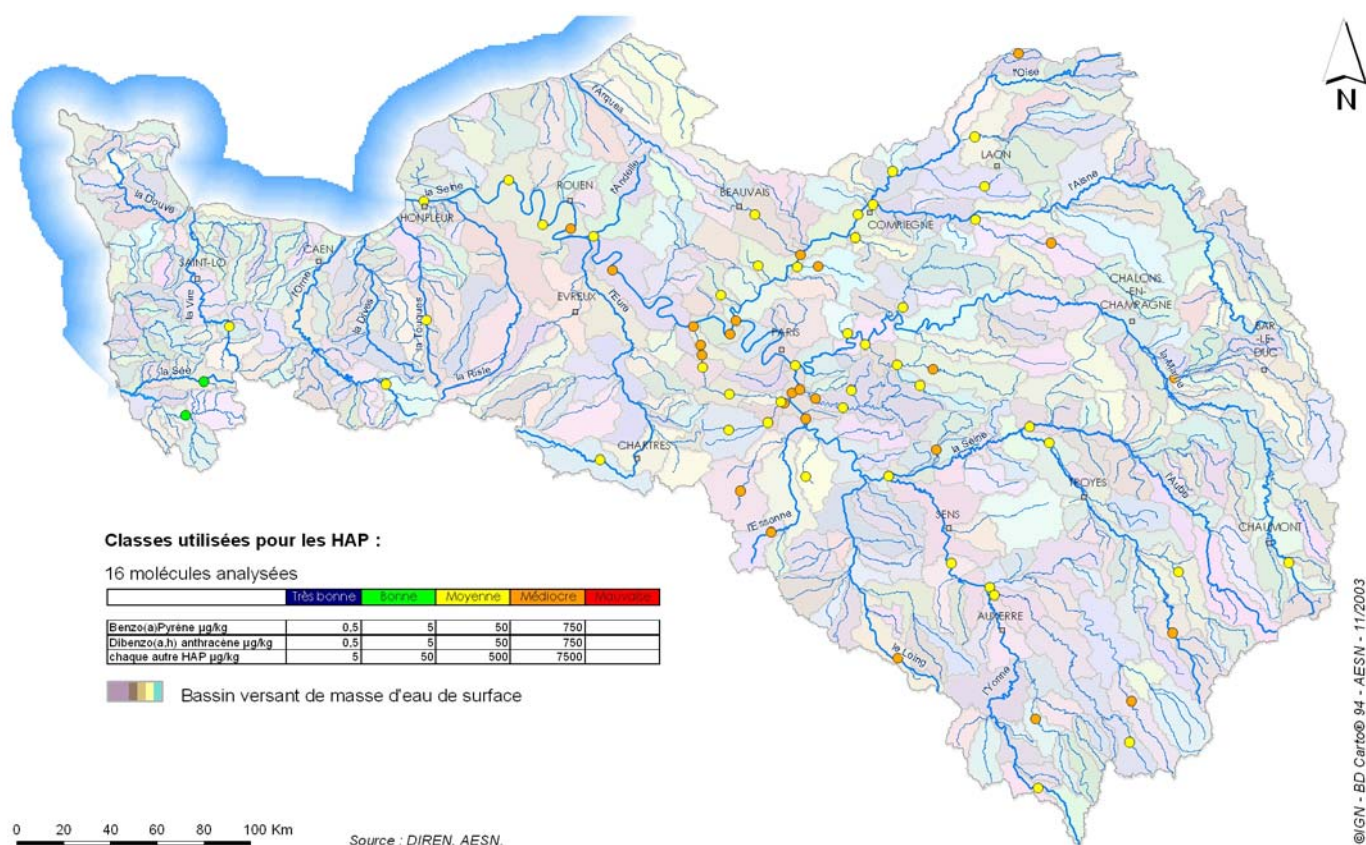 N
l'Oise
l'Arques
LAON
l'Aisne
l'Andelle
la Seine
ROUEN
BEAUVAIS
HONFLEUR
COMPIEGNE
la Douve
CAEN
SAINT-LO
l'Orne
la Vire
la Dives
la Touques
EVREUX
l'Eure
PARIS
CHALONS
-EN-
CHAMPAGNE
BAR
-LE-
DUC
la Marne
la Sée
la Risle
CHARTRES
la Seine
TROYES
l'Aube
l'Essonne
SENS
CHAUMONT
AUXERRE
le Loing
l'Yonne
Classes utilisées pour les HAP :
16 molécules analysées
Très bonne Bonne Moyenne Médiocre Mauvaise
Benzo(a)Pyrène µg/kg 0,5 5 50 750
Dibenzo(a,h) anthracène µg/kg 0,5 5 50 750
chaque autre HAP µg/kg 5 50 500 7500
Bassin versant de masse d'eau de surface
0 20 40 60 80 100 Km
Source : DIREN, AESN.
©IGN - BD Carto® 94 - AESN - 11/2003